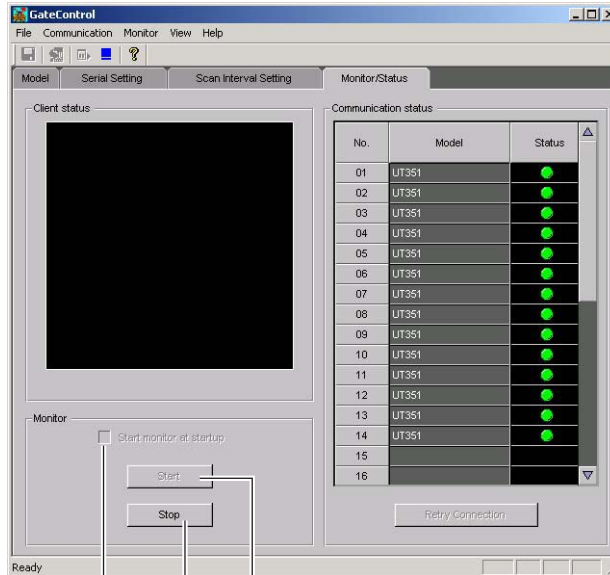 GateControl
File Communication Monitor View Help
Model Serial Setting Scan Interval Setting Monitor/Status
Client status
Communication status
No. Model Status
01 UT351
02 UT351
03 UT351
04 UT351
05 UT351
06 UT351
07 UT351
08 UT351
09 UT351
10 UT351
11 UT351
12 UT351
13 UT351
14 UT351
15
16
Monitor
Start monitor at startup
Start
Stop
Retry Connection
Ready